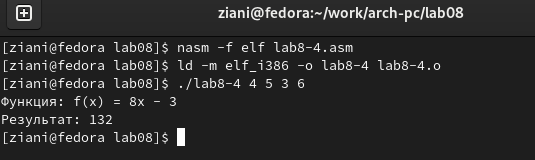 ziani@fedora:~/work/arch-pc/lab08
[ziani@fedora lab08]$ nasm -f elf lab8-4.asm
[ziani@fedora lab08]$ ld -m elf_i386 -o lab8-4 lab8-4.o
[ziani@fedora lab08]$ ./lab8-4 4 5 3 6
Функция: f(x) = 8x - 3
Результат: 132
[ziani@fedora lab08]$